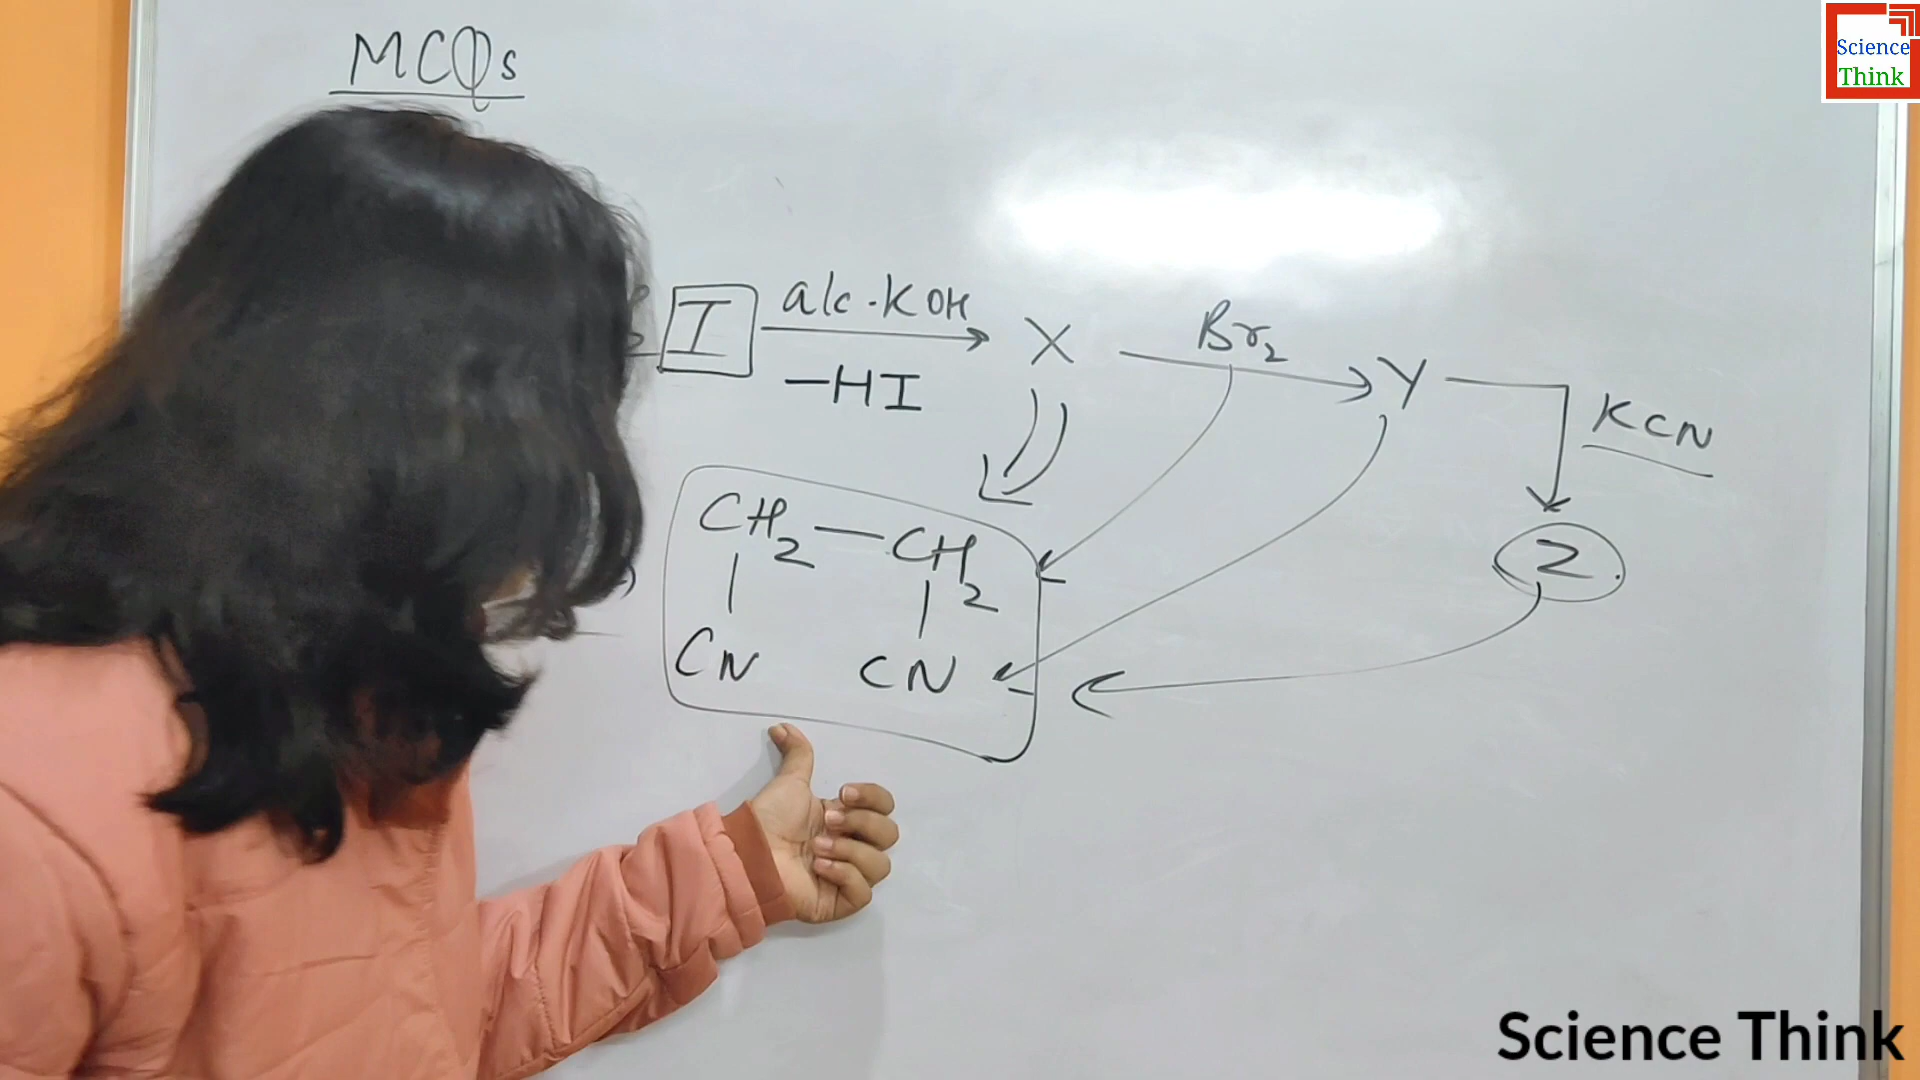 MCQs
Science
Think
I alc. KOH X Br2 Y KCN
-HI
CH2-CH2
CN CN
Z
Science Think